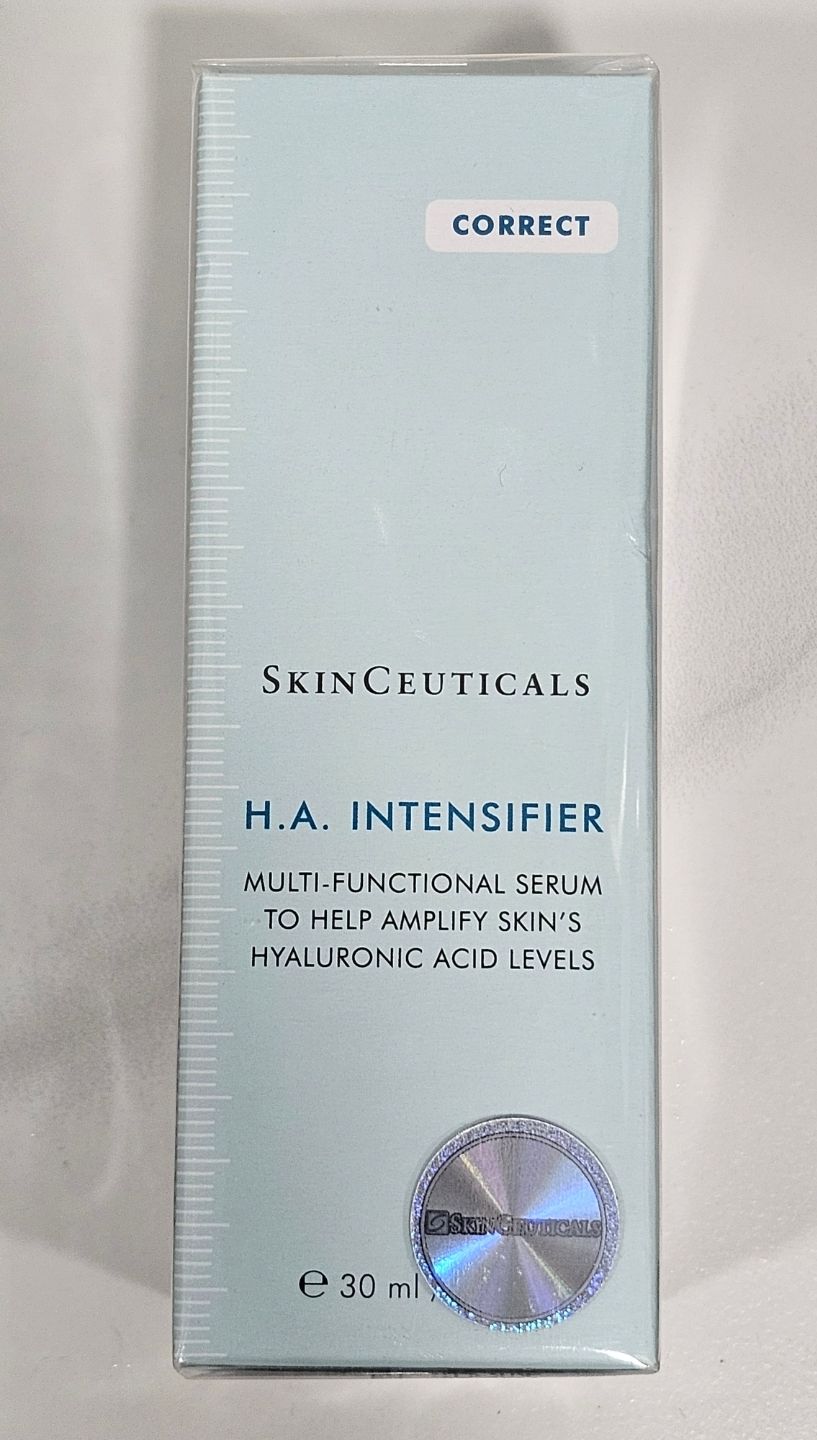 CORRECT
SKINCEUTICALS
H.A. INTENSIFIER
MULTI-FUNCTIONAL SERUM
TO HELP AMPLIFY SKIN'S
HYALURONIC ACID LEVELS
SKINCEUTICALS
℮ 30 ml /